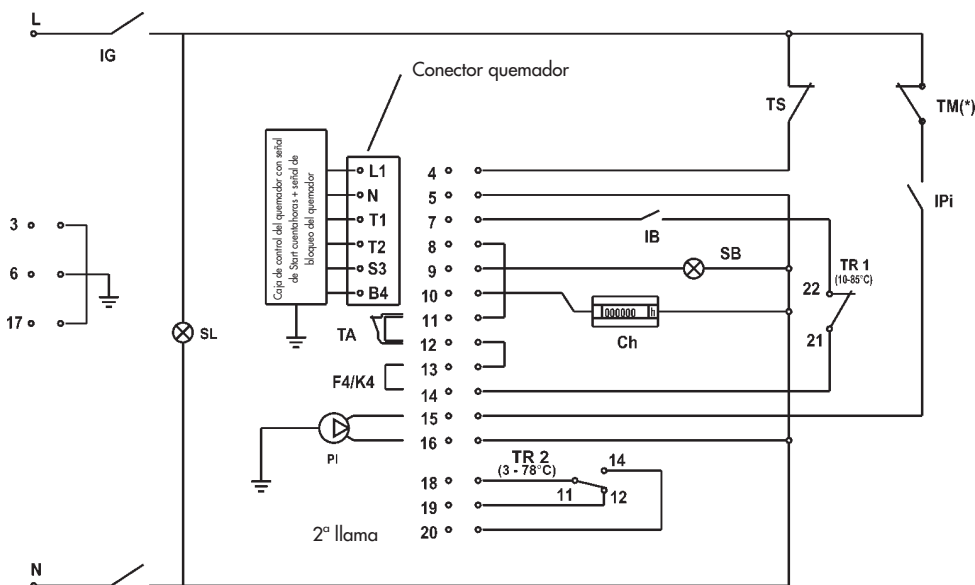 L
IG
Conector quemador
TS
TM(*)
Caja de control del quemador con señal
de Start cuentahoras + señal de
bloqueo del quemador
L1
N
T1
T2
S3
B4
4
5
7
8
9
10
11
12
13
14
15
16
18
19
20
3
6
17
SL
IB
SB
IPi
TR 1
(10-85°C)
22
21
000000 h
Ch
TA
F4/K4
PI
TR 2
(3 - 78°C)
14
11
12
2ª llama
N